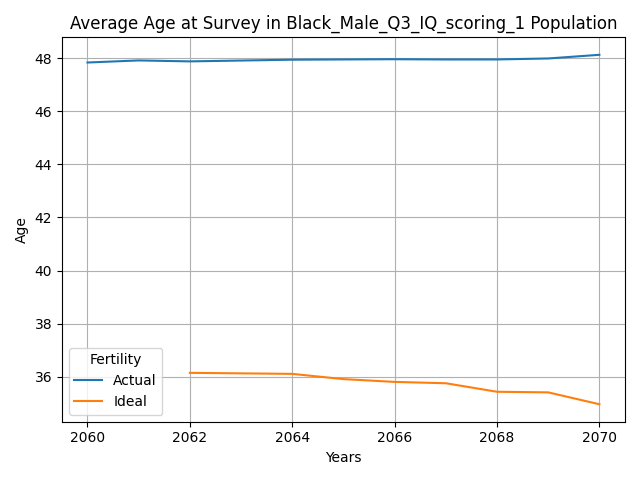 Average Age at Survey in Black_Male_Q3_IQ_scoring_1 Population
Age
48
46
44
42
40
38
36
Fertility
Actual
Ideal
2060 2062 2064 2066 2068 2070
Years